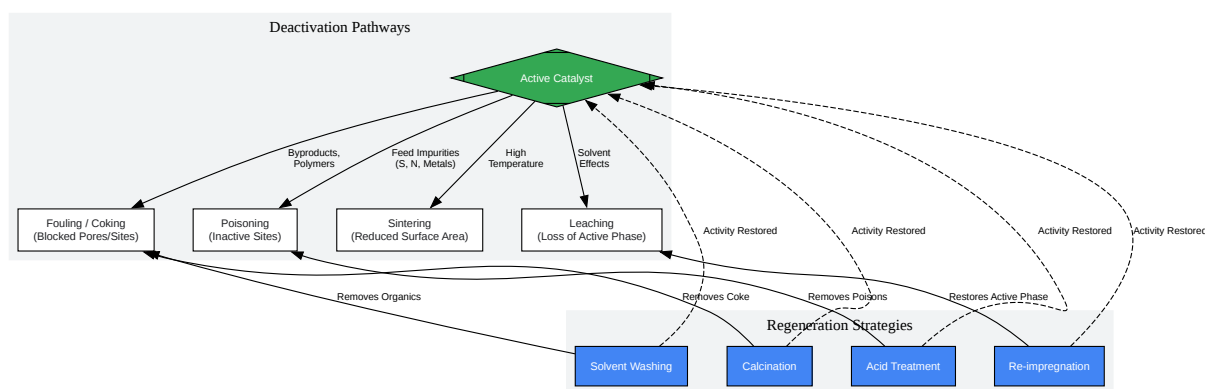 Deactivation Pathways
Active Catalyst
Byproducts,
Polymers
Feed Impurities
(S, N, Metals)
High
Temperature
Solvent
Effects
Fouling / Coking
(Blocked Pores/Sites)
Poisoning
(Inactive Sites)
Sintering
(Reduced Surface Area)
Leaching
(Loss of Active Phase)
Activity Restored
Activity Restored
Activity Restored
Activity Restored
Removes Organics
Removes Coke
Removes Poisons
Restores Active Phase
Regeneration Strategies
Solvent Washing
Calcination
Acid Treatment
Re-impregnation